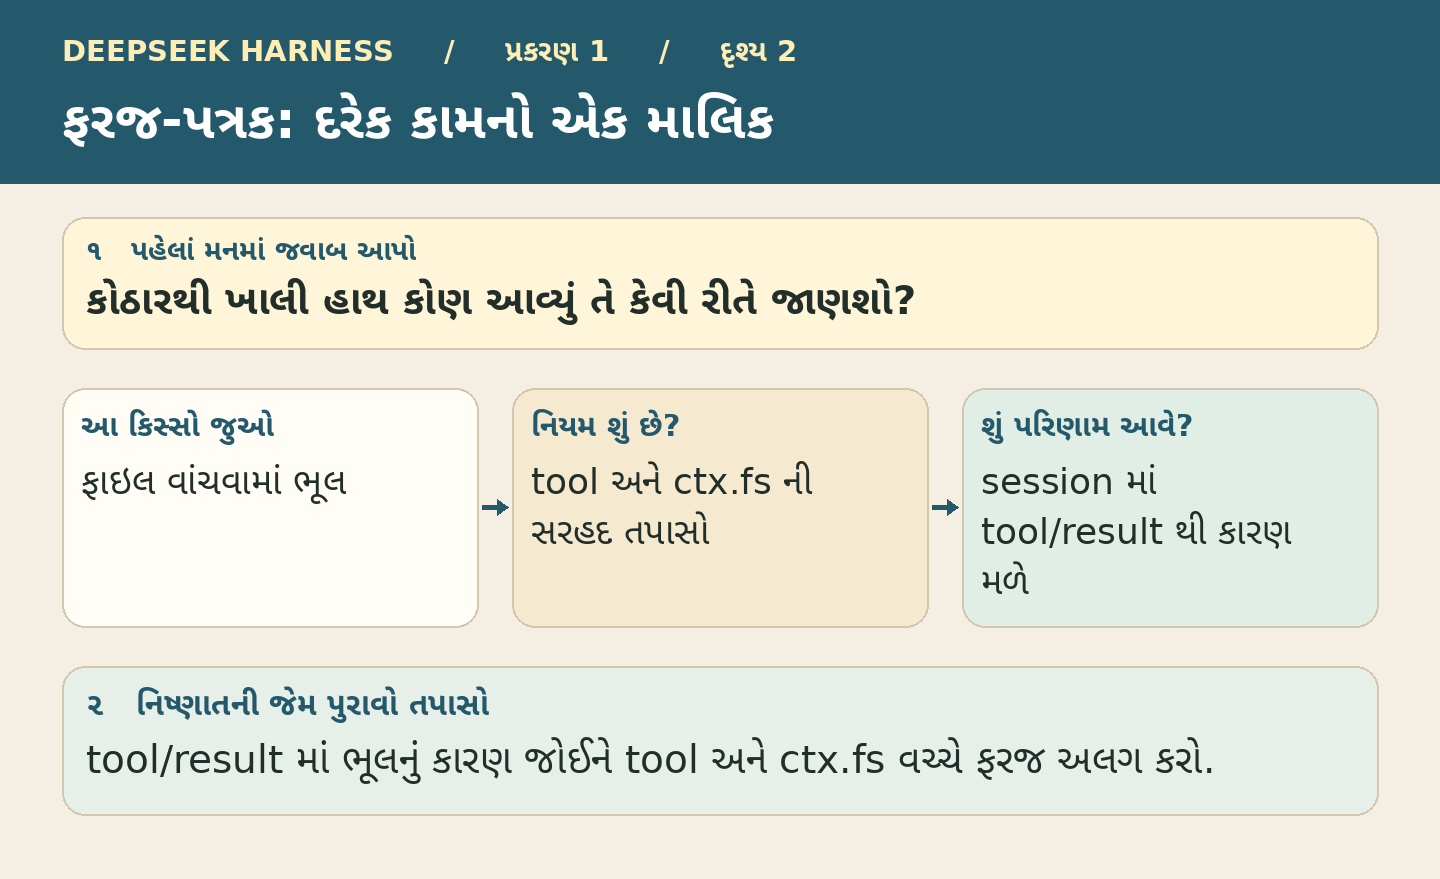 DEEPSEEK HARNESS / પ્રકરણ 1 / દૃશ્ય 2
ફરજ-પત્રક: દરેક કામનો એક માલિક
૧ પહેલાં મનમાં જવાબ આપો
કોઠારથી ખાલી હાથ કોણ આવ્યું તે કેવી રીતે જાણશો?
આ કિસ્સો જુઓ
ફાઇલ વાંચવામાં ભૂલ
નિયમ શું છે?
tool અને ctx.fs ની
સરહદ તપાસો
શું પરિણામ આવે?
session માં
tool/result થી કારણ
મળે
૨ નિષ્ણાતની જેમ પુરાવો તપાસો
tool/result માં ભૂલનું કારણ જોઈને tool અને ctx.fs વચ્ચે ફરજ અલગ કરો.